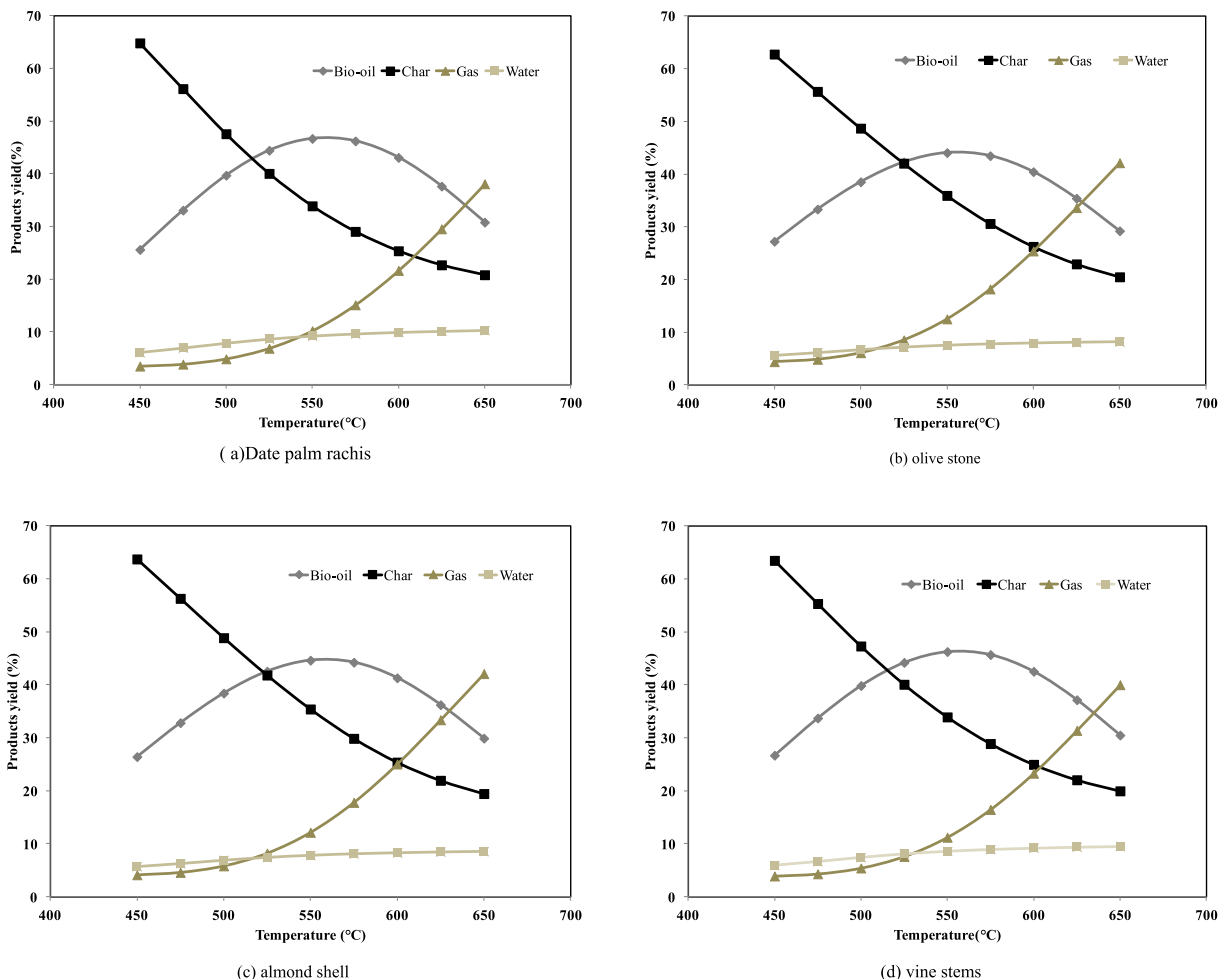 70
60
50
40
30
20
10
0
Products yield(%)
Bio-oil Char Gas Water
400 450 500 550 600 650 700
Temperature(°C)
( a)Date palm rachis
70
60
50
40
30
20
10
0
Products yield (%)
Bio-oil Char Gas Water
400 450 500 550 600 650 700
Temperature(°C)
(b) olive stone
70
60
50
40
30
20
10
0
Products yield (%)
Bio-oil Char Gas Water
400 450 500 550 600 650 700
Temperature (°C)
(c) almond shell
70
60
50
40
30
20
10
0
Products yield (%)
Bio-oil Char Gas Water
400 450 500 550 600 650 700
Temperature(°C)
(d) vine stems